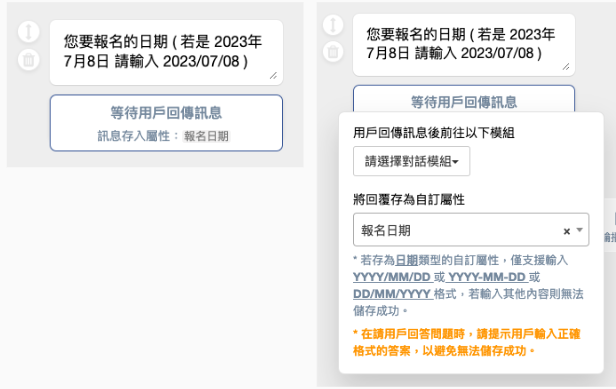 您要報名的日期 ( 若是 2023年
7月8日 請輸入 2023/07/08 )
等待用戶回傳訊息
訊息存入屬性： 報名日期
您要報名的日期 ( 若是 2023年
7月8日 請輸入 2023/07/08 )
等待用戶回傳訊息
用戶回傳訊息後前往以下模組
請選擇對話模組
將回覆存為自訂屬性
報名日期 ×
* 若存為日期類型的自訂屬性，僅支援輸入
YYYY/MM/DD 或 YYYY-MM-DD 或
DD/MM/YYYY 格式，若輸入其他內容則無法
儲存成功。
* 在請用戶回答問題時，請提示用戶輸入正確
格式的答案，以避免無法儲存成功。